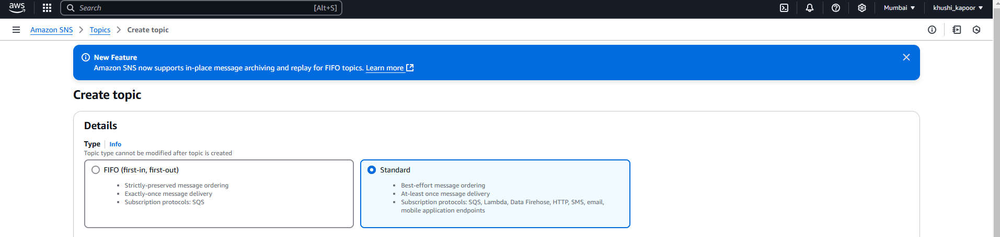 aws
Search [Alt+S]
Mumbai khushi_kapoor
Amazon SNS Topics Create topic
New Feature
Amazon SNS now supports in-place message archiving and replay for FIFO topics. Learn more
Create topic
Details
Type Info
Topic type cannot be modified after topic is created
FIFO (first-in, first-out)
• Strictly-preserved message ordering
• Exactly-once message delivery
• Subscription protocols: SQS
Standard
• Best-effort message ordering
• At-least once message delivery
• Subscription protocols: SQS, Lambda, Data Firehose, HTTP, SMS, email,
mobile application endpoints